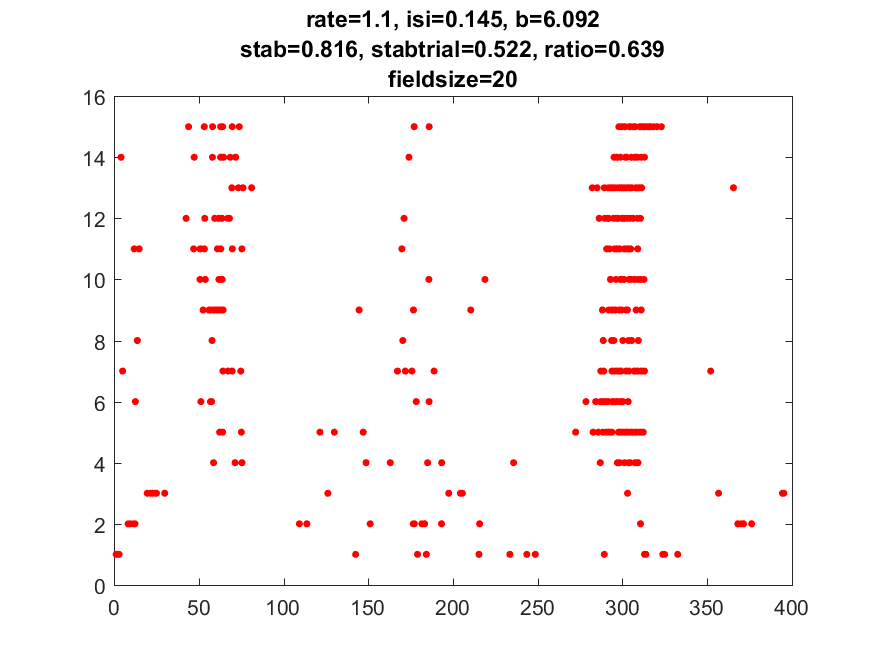 rate=1.1, isi=0.145, b=6.092
stab=0.816, stabtrial=0.522, ratio=0.639
fieldsize=20
16
14
12
10
8
6
4
2
0
0 50 100 150 200 250 300 350 400